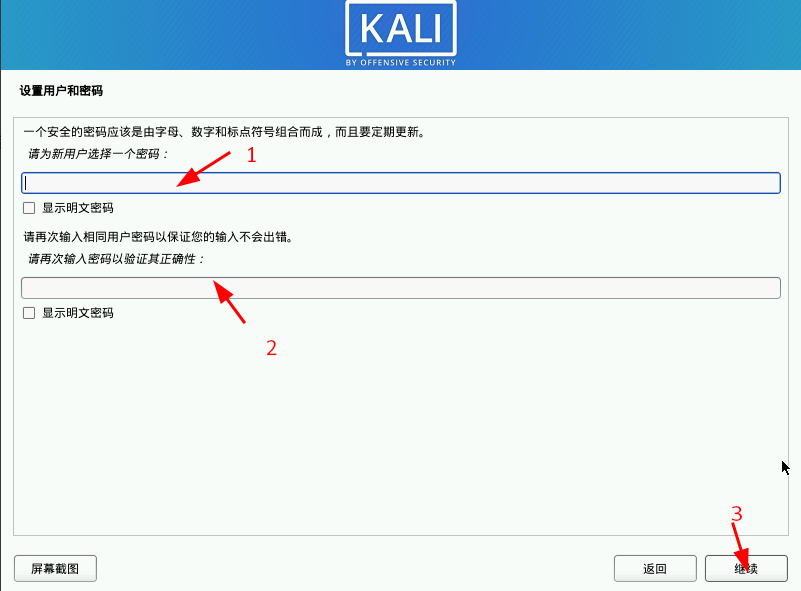 KALI
BY OFFENSIVE SECURITY
设置用户和密码
一个安全的密码应该是由字母、数字和标点符号组合而成，而且要定期更新。
请为新用户选择一个密码：
1
显示明文密码
请再次输入相同用户密码以保证您的输入不会出错。
请再次输入密码以验证其正确性：
显示明文密码
2
3
屏幕截图
返回
继续